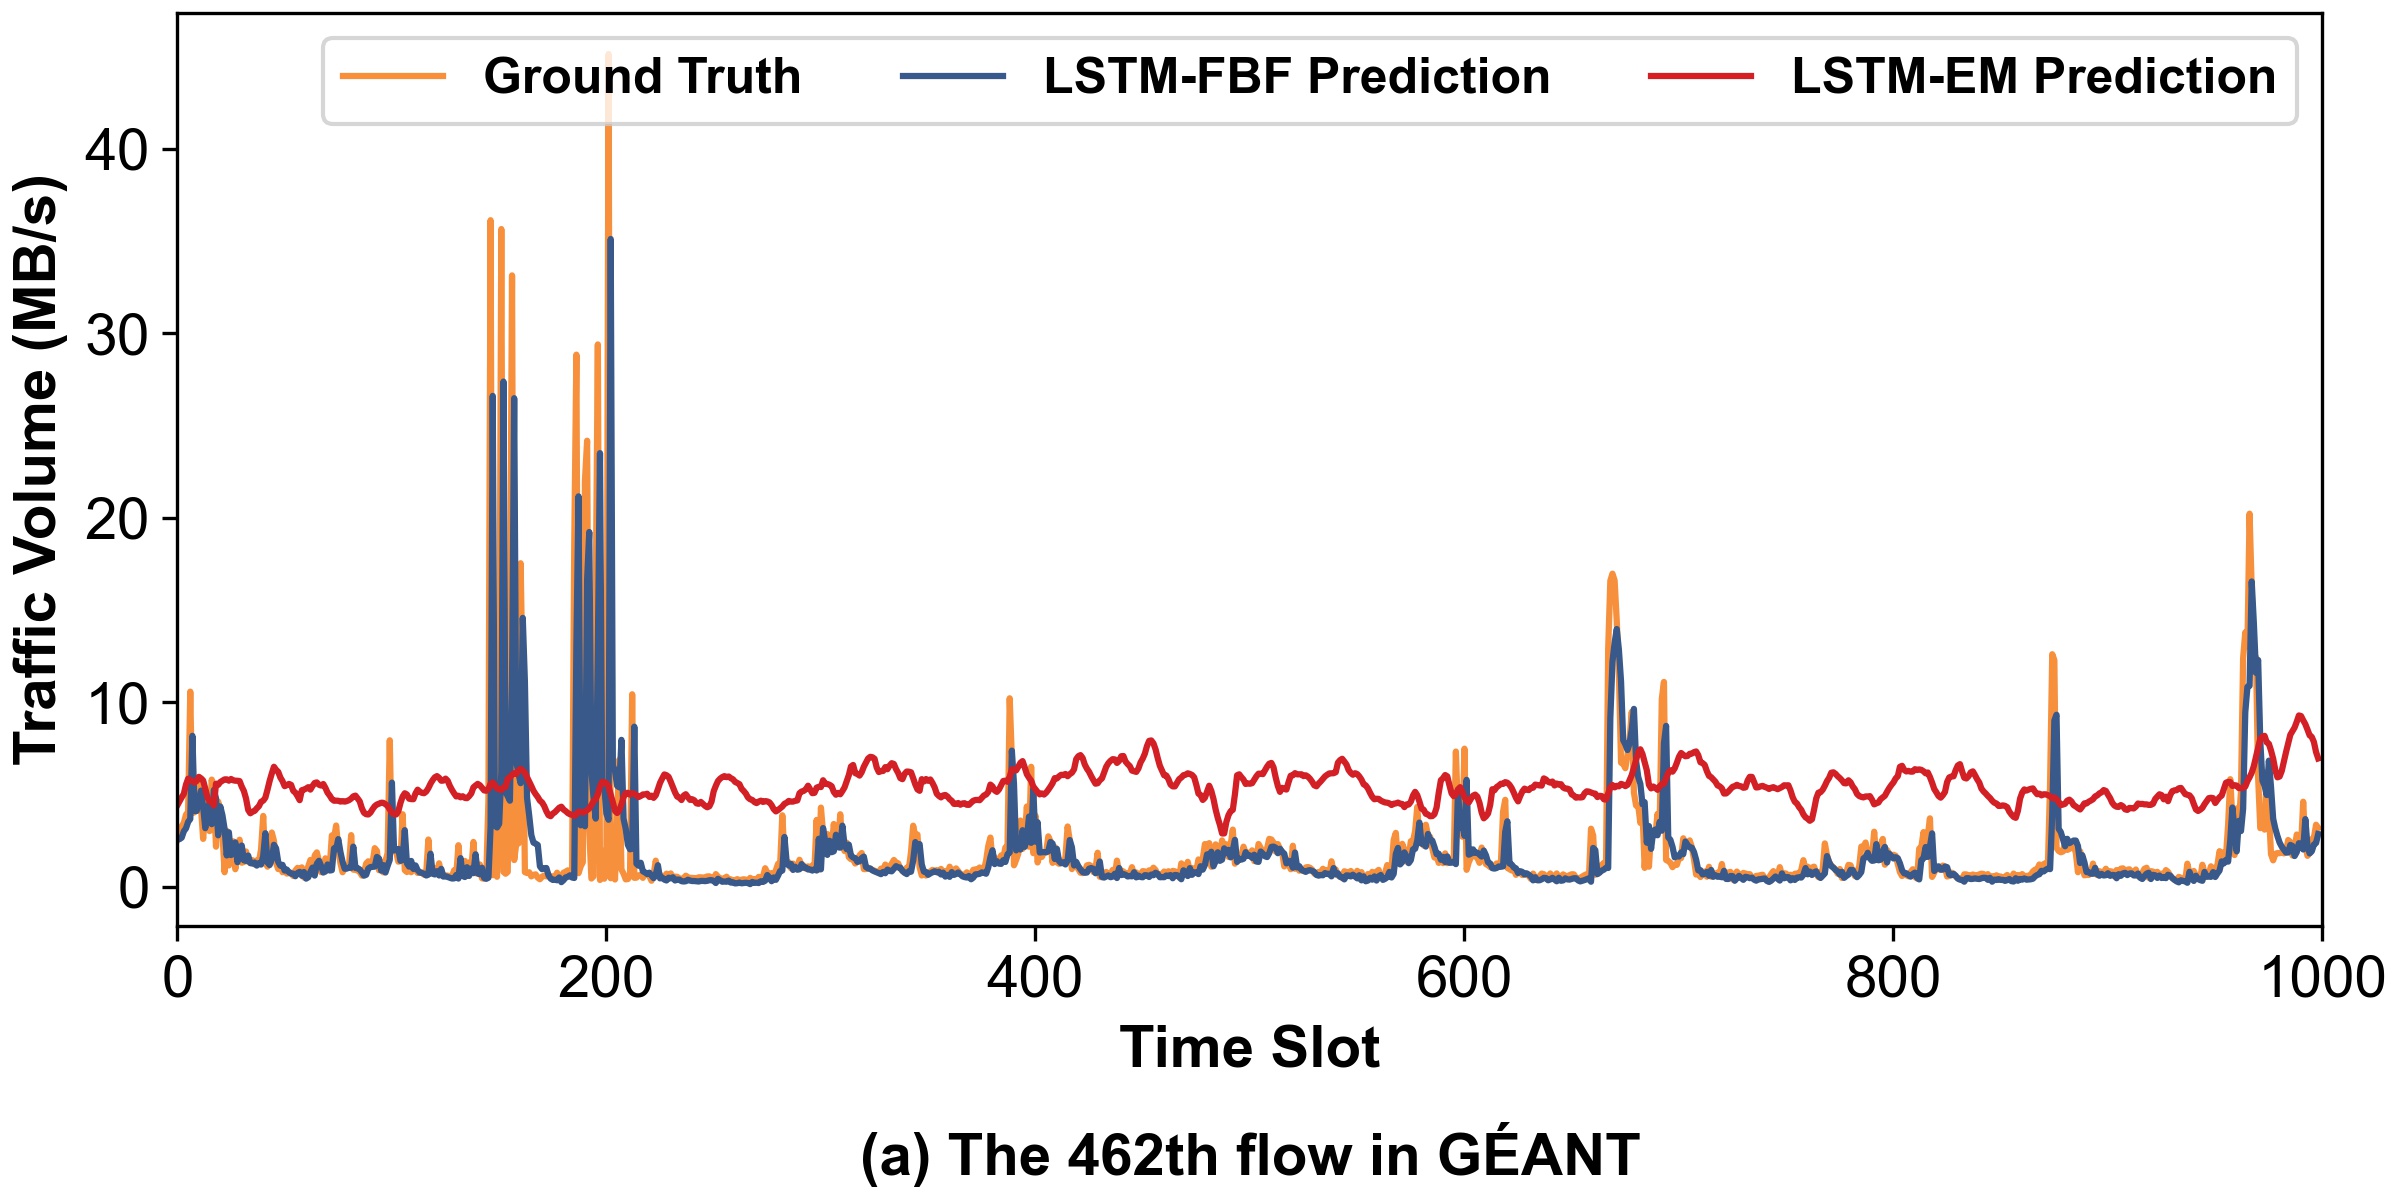 Ground Truth LSTM-FBF Prediction LSTM-EM Prediction
Traffic Volume (MB/s)
40
30
20
10
0
0 200 400 600 800 1000
Time Slot
(a) The 462th flow in GÉANT